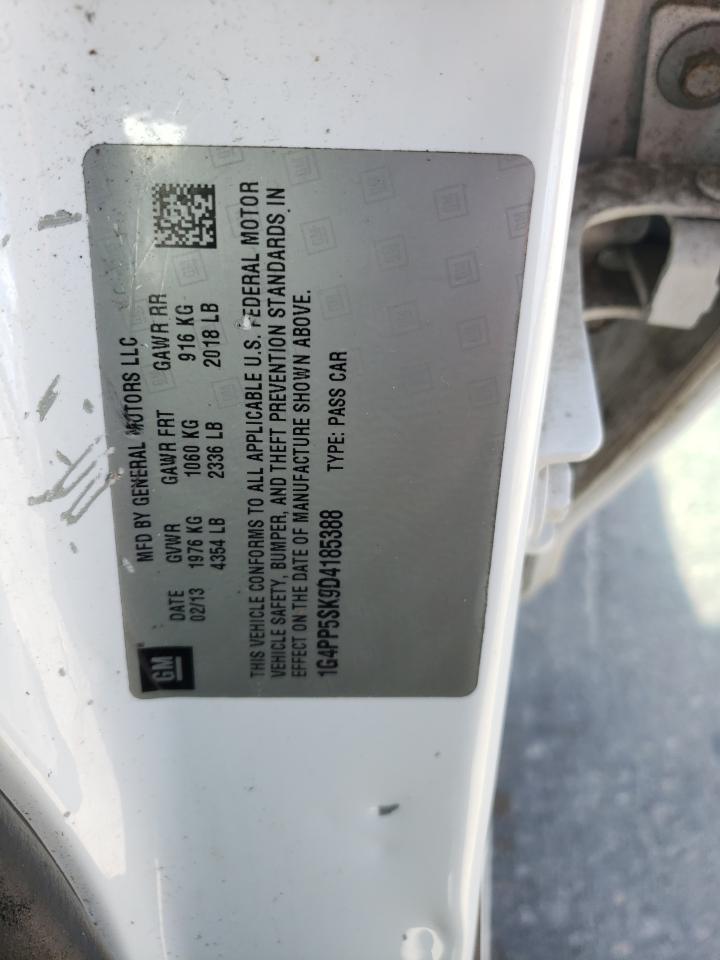 GM
MFD BY GENERAL MOTORS LLC
DATE GVWR GAWR FRT GAWR RR
02/13 1976 KG 1060 KG 916 KG
4354 LB 2336 LB 2018 LB
THIS VEHICLE CONFORMS TO ALL APPLICABLE U.S. FEDERAL MOTOR
VEHICLE SAFETY, BUMPER, AND THEFT PREVENTION STANDARDS IN
EFFECT ON THE DATE OF MANUFACTURE SHOWN ABOVE.
1G4PP5SK9D4185388 TYPE: PASS CAR